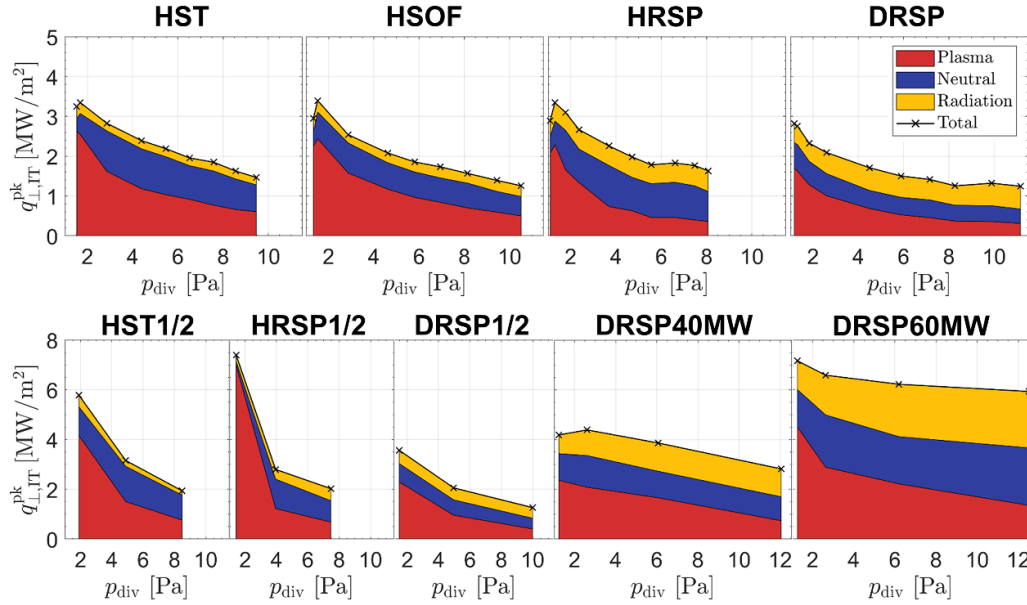 HST HSOF HRSP DRSP
5
4
3
2
1
0
q⊥,IT^pk [MW/m²]
Plasma
Neutral
Radiation
Total
2 4 6 8 10
2 4 6 8 10
2 4 6 8 10
2 4 6 8 10
p_div [Pa] p_div [Pa] p_div [Pa] p_div [Pa]
HST1/2 HRSP1/2 DRSP1/2 DRSP40MW DRSP60MW
8
6
4
2
0
q⊥,IT^pk [MW/m²]
2 4 6 8 10
2 4 6 8 10
2 4 6 8 10
2 4 6 8 10 12
2 4 6 8 10 12
p_div [Pa] p_div [Pa] p_div [Pa] p_div [Pa] p_div [Pa]